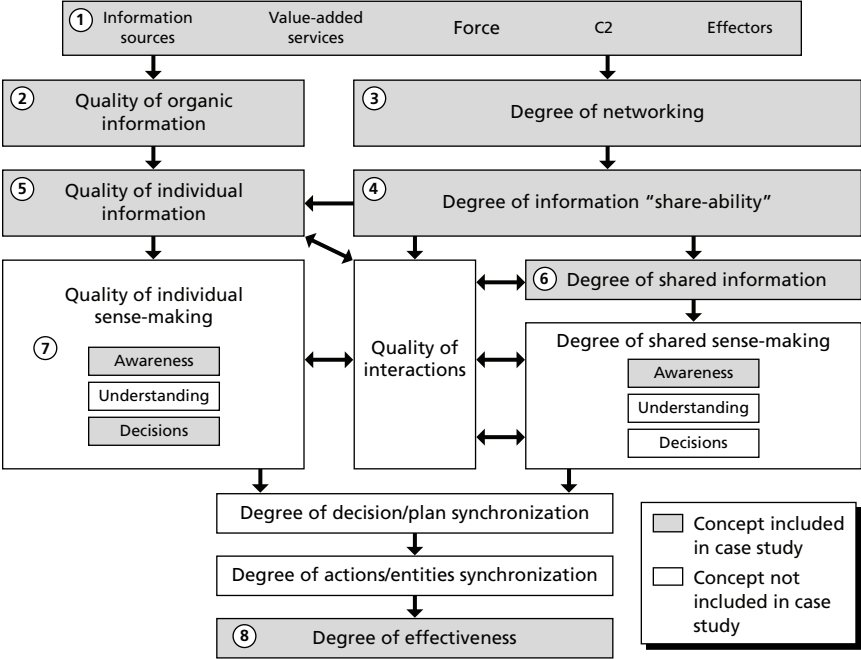 1 Information sources
Value-added services
Force
C2
Effectors
2 Quality of organic
information
3 Degree of networking
5 Quality of individual
information
4 Degree of information “share-ability”
6 Degree of shared information
Quality of individual
sense-making
7
Awareness
Understanding
Decisions
Quality of
interactions
Degree of shared sense-making
Awareness
Understanding
Decisions
Degree of decision/plan synchronization
Degree of actions/entities synchronization
8 Degree of effectiveness
Concept included
in case study
Concept not
included in case
study